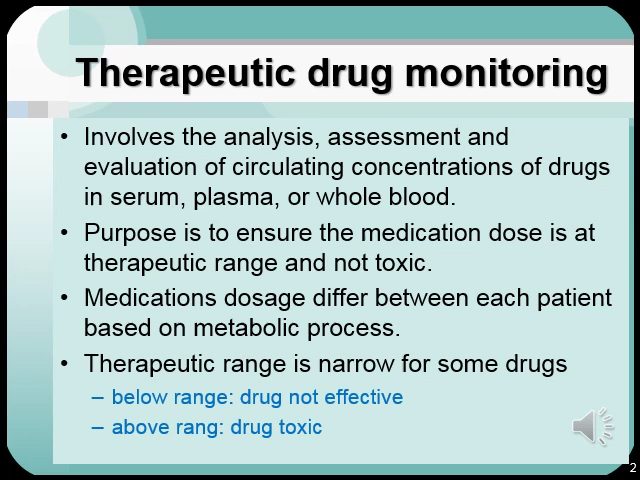 Therapeutic drug monitoring
• Involves the analysis, assessment and
evaluation of circulating concentrations of drugs
in serum, plasma, or whole blood.
• Purpose is to ensure the medication dose is at
therapeutic range and not toxic.
• Medications dosage differ between each patient
based on metabolic process.
• Therapeutic range is narrow for some drugs
– below range: drug not effective
– above rang: drug toxic
2